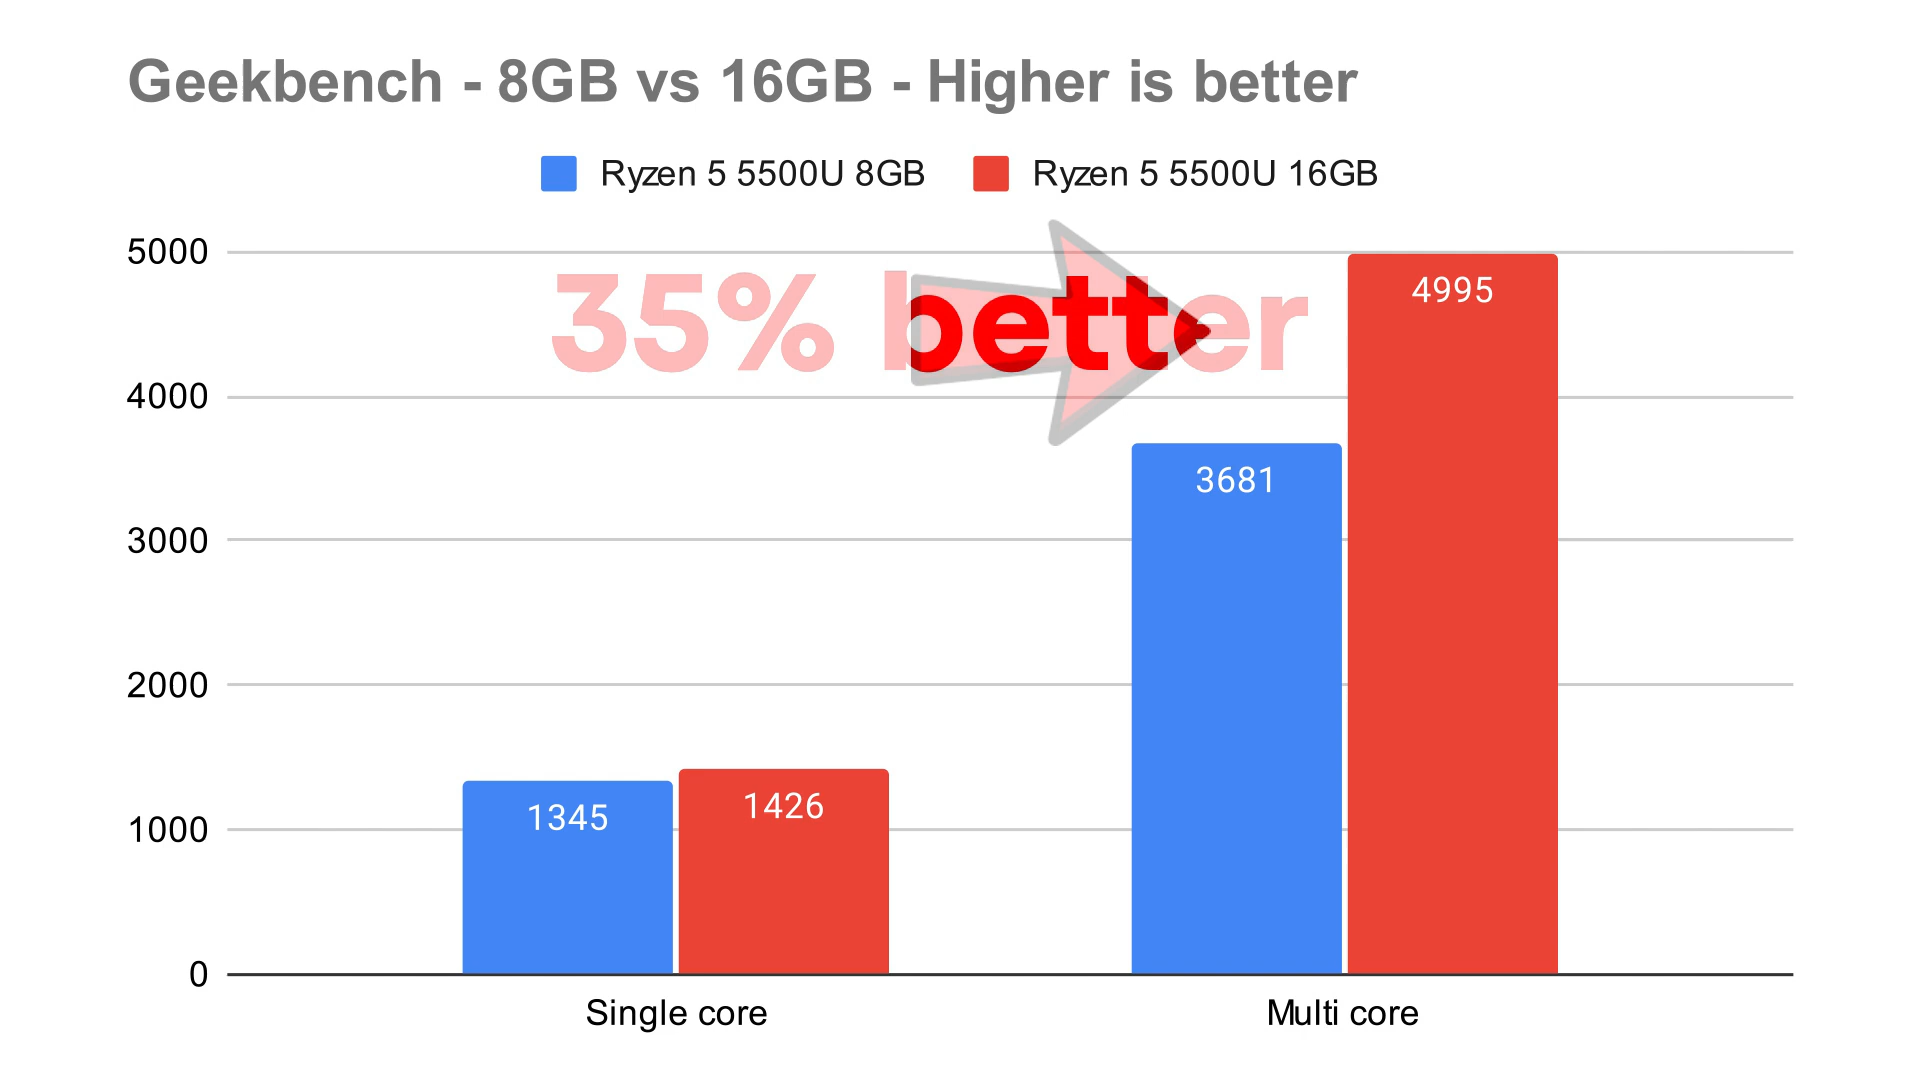 Geekbench - 8GB vs 16GB - Higher is better
Ryzen 5 5500U 8GB
Ryzen 5 5500U 16GB
5000
35% better
4995
4000
3681
3000
2000
1426
1345
1000
0
Single core
Multi core